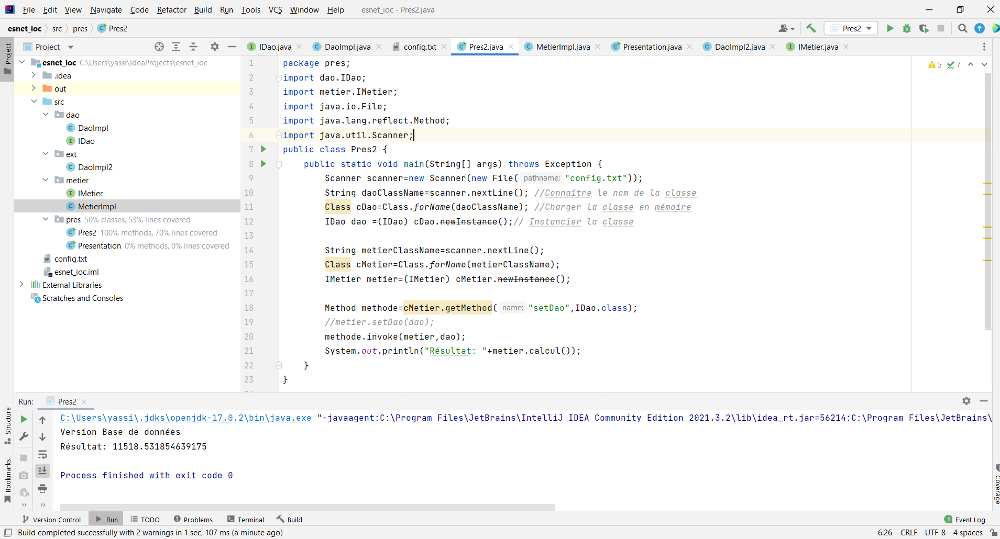 File Edit View Navigate Code Refactor Build Run Tools VCS Window Help esnet_ioc - Pres2.java
esnet_ioc src pres Pres2
Pres2
Project
IDao.java DaoImpl.java config.txt Pres2.java MetierImpl.java Presentation.java DaoImpl2.java IMetier.java
Project
esnet_ioc C:\Users\yassi\IdeaProjects\esnet_ioc
.idea
out
src
dao
DaoImpl
IDao
ext
DaoImpl2
metier
IMetier
MetierImpl
pres 50% classes, 53% lines covered
Pres2 100% methods, 70% lines covered
Presentation 0% methods, 0% lines covered
config.txt
esnet_ioc.iml
External Libraries
Scratches and Consoles
5 7
1 package pres;
2 import dao.IDao;
3 import metier.IMetier;
4 import java.io.File;
5 import java.lang.reflect.Method;
6 import java.util.Scanner;
7 public class Pres2 {
8 public static void main(String[] args) throws Exception {
9 Scanner scanner=new Scanner(new File( pathname: "config.txt"));
10 String daoClassName=scanner.nextLine(); //Connaître le nom de la classe
11 Class cDao=Class.forName(daoClassName); //Charger la classe en mémoire
12 IDao dao =(IDao) cDao.newInstance();// Instancier la classe
13
14 String metierClassName=scanner.nextLine();
15 Class cMetier=Class.forName(metierClassName);
16 IMetier metier=(IMetier) cMetier.newInstance();
17
18 Method methode=cMetier.getMethod( name: "setDao",IDao.class);
19 //metier.setDao(dao);
20 methode.invoke(metier,dao);
21 System.out.println("Résultat: "+metier.calcul());
22 }
23 }
Run: Pres2
C:\Users\yassi\.jdks\openjdk-17.0.2\bin\java.exe "-javaagent:C:\Program Files\JetBrains\IntelliJ IDEA Community Edition 2021.3.2\lib\idea_rt.jar=56214:C:\Program Files\JetBrains\
Version Base de données
Résultat: 11518.531854639175
Process finished with exit code 0
Structure
Bookmarks
Coverage
Version Control Run TODO Problems Terminal Build
1 Event Log
Build completed successfully with 2 warnings in 1 sec, 107 ms (a minute ago)
6:26 CRLF UTF-8 4 spaces